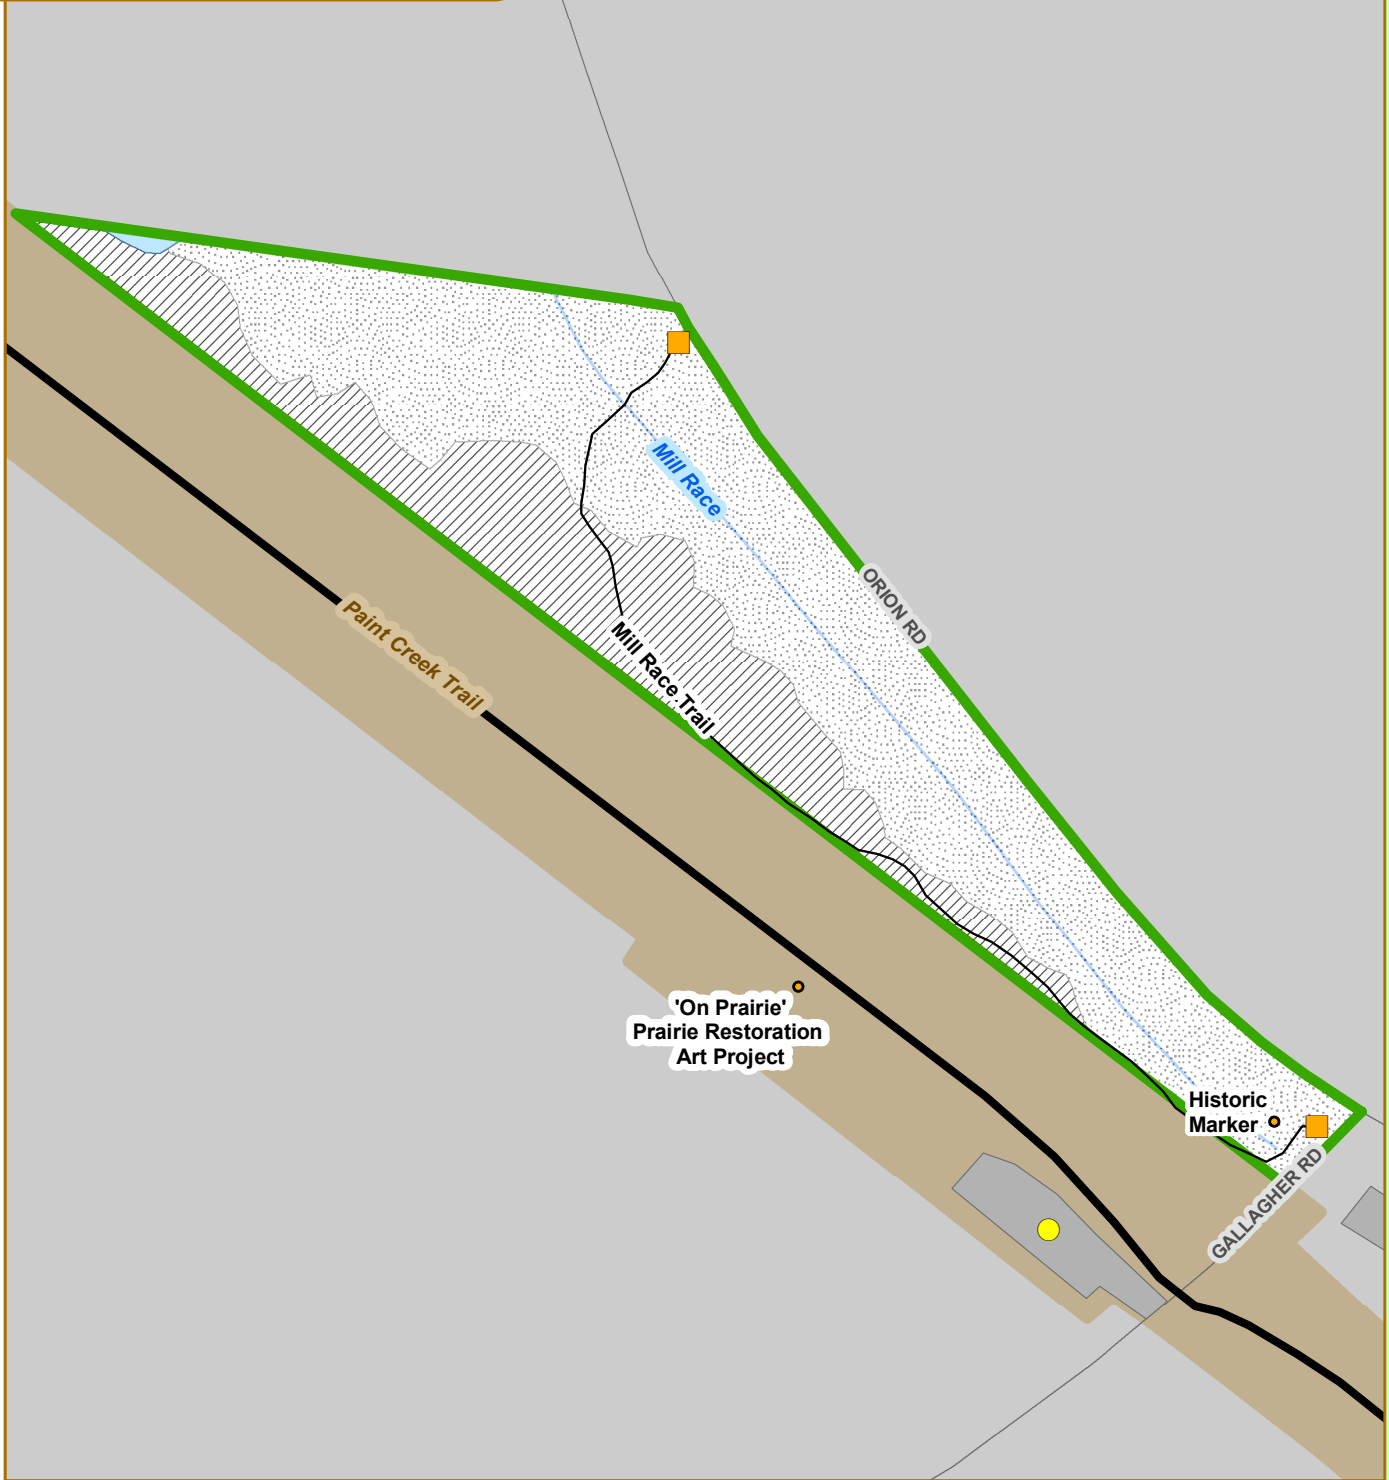 Mill Race
ORION RD
Paint Creek Trail
Mill Race Trail
'On Prairie'
Prairie Restoration
Art Project
Historic
Marker
GALLAGHER RD